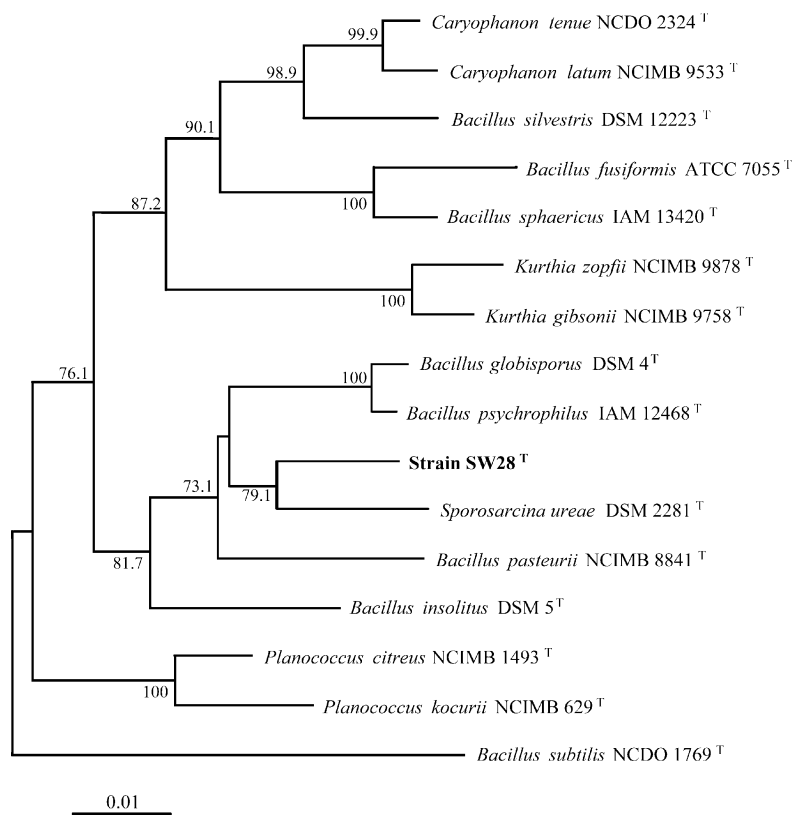 Caryophanon tenue NCDO 2324 T
99.9
Caryophanon latum NCIMB 9533 T
98.9
Bacillus silvestris DSM 12223 T
90.1
Bacillus fusiformis ATCC 7055 T
87.2
100
Bacillus sphaericus IAM 13420 T
Kurthia zopfii NCIMB 9878 T
100
Kurthia gibsonii NCIMB 9758 T
Bacillus globisporus DSM 4 T
76.1
100
Bacillus psychrophilus IAM 12468 T
Strain SW28 T
73.1
79.1
Sporosarcina ureae DSM 2281 T
Bacillus pasteurii NCIMB 8841 T
81.7
Bacillus insolitus DSM 5 T
Planococcus citreus NCIMB 1493 T
100
Planococcus kocurii NCIMB 629 T
Bacillus subtilis NCDO 1769 T
0.01